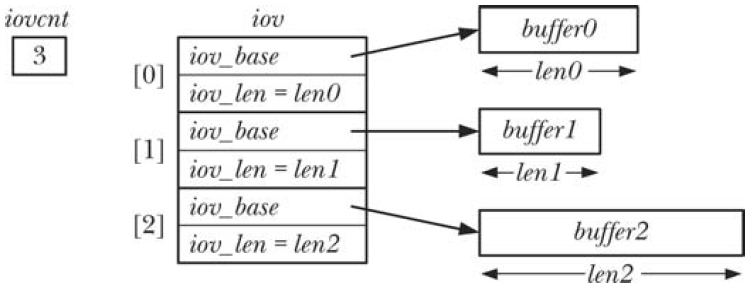 iovcnt
3
iov
[0]
iov_base
iov_len = len0
[1]
iov_base
iov_len = len1
[2]
iov_base
iov_len = len2
buffer0
len0
buffer1
len1
buffer2
len2